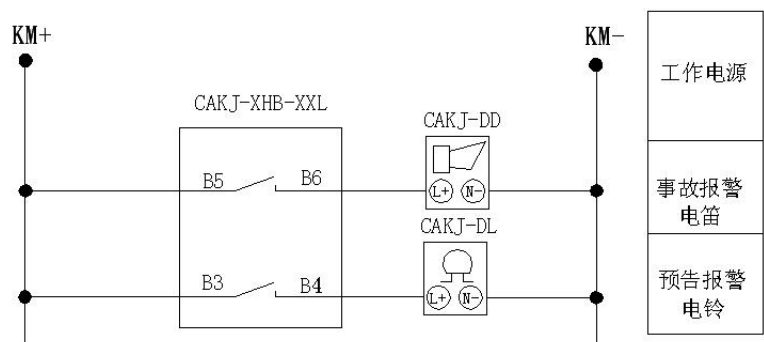 KM+
KM-
工作电源
CAKJ-XHB-XXL
CAKJ-DD
B5
B6
L+
N-
事故报警
电笛
CAKJ-DL
B3
B4
L+
N-
预告报警
电铃